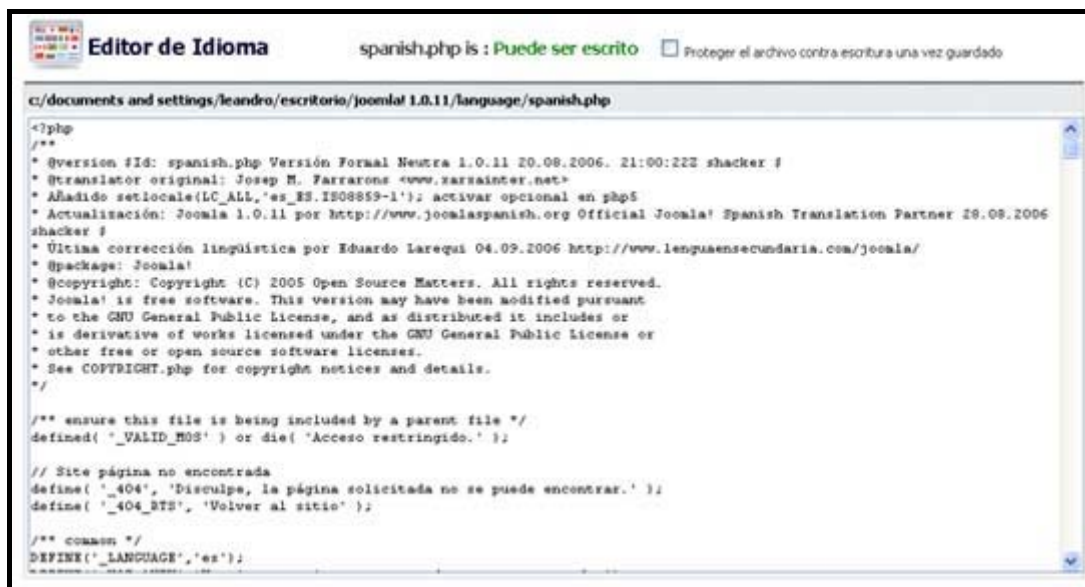 Editor de Idioma
spanish.php is : Puede ser escrito
Proteger el archivo contra escritura una vez guardado
c:/documents and settings/leandro/escritorio/joomla! 1.0.11/language/spanish.php
<?php
/**
* @version $Id: spanish.php Versión Formal Neutra 1.0.11 20.08.2006. 21:00:22Z shacker $
* @translator original: Josep M. Farrarons <www.xarxainter.net>
* Añadido setlocale(LC_ALL,'es_ES.ISO8859-1'); activar opcional en php5
* Actualización: Joomla 1.0.11 por http://www.joomlaspanish.org Official Joomla! Spanish Translation Partner 28.08.2006
shacker $
* Última corrección lingüística por Eduardo Larequi 04.09.2006 http://www.lenguaensecundaria.com/joomla/
* @package: Joomla!
* @copyright: Copyright (C) 2005 Open Source Matters. All rights reserved.
* Joomla! is free software. This version may have been modified pursuant
* to the GNU General Public License, and as distributed it includes or
* is derivative of works licensed under the GNU General Public License or
* other free or open source software licenses.
* See COPYRIGHT.php for copyright notices and details.
*/
/** ensure this file is being included by a parent file */
defined( '_VALID_MOS' ) or die( 'Acceso restringido.' );
// Site página no encontrada
define( '_404', 'Disculpe, la página solicitada no se puede encontrar.' );
define( '_404_RTS', 'Volver al sitio' );
/** common */
DEFINE('_LANGUAGE','es');